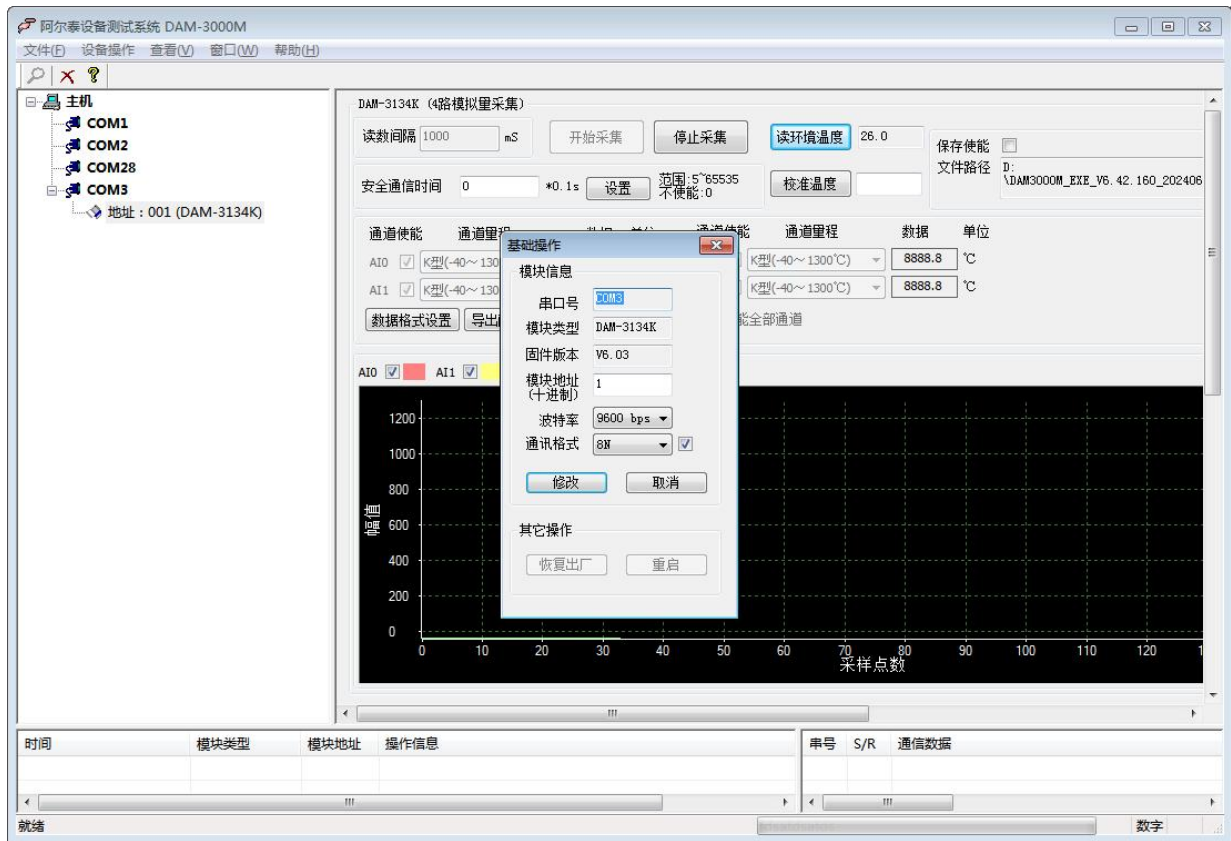 阿尔泰设备测试系统 DAM-3000M
文件(F) 设备操作 查看(V) 窗口(W) 帮助(H)
主机
COM1
COM2
COM28
COM3
地址：001 (DAM-3134K)
DAM-3134K (4路模拟量采集)
读数间隔 1000 mS 开始采集 停止采集 读环境温度 26.0
保存使能
文件路径 D:
\DAM3000M_EXE_V6.42.160_202406
安全通信时间 0 *0.1s 设置 范围:5~65535
不使能:0
校准温度
通道使能 通道量程 通道量程 数据 单位
AI0 K型(-40～130 K型(-40～1300℃) 8888.8 ℃
AI1 K型(-40～130 K型(-40～1300℃) 8888.8 ℃
数据格式设置 导出 能全部通道
AI0 AI1
基础操作
模块信息
串口号 COM3
模块类型 DAM-3134K
固件版本 V6.03
模块地址 1
(十进制)
波特率 9600 bps
通讯格式 8N
修改 取消
其它操作
恢复出厂 重启
幅值
1200
1000
800
600
400
200
0
0 10 20 30 40 50 60 70 80 90 100 110 120 1
采样点数
时间 模块类型 模块地址 操作信息 串号 S/R 通信数据
就绪 数字